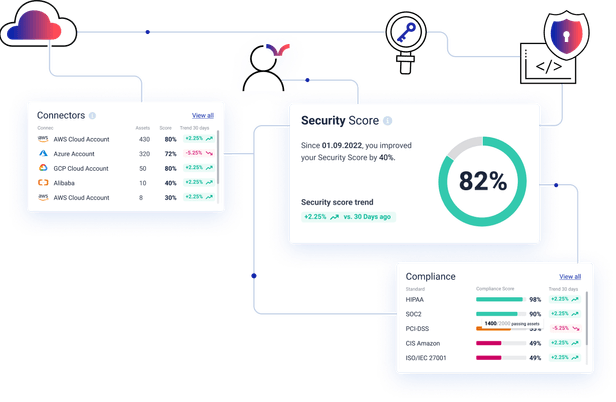 </>
Connectors
View all
Connec
Assets
Score
Trend 30 days
aws AWS Cloud Account 430 80% +2.25%
Azure Account 320 72% -5.25%
GCP Cloud Account 50 80% +2.25%
Alibaba 10 40% +2.25%
aws AWS Cloud Account 8 30% +2.25%
Security Score
Since 01.09.2022, you improved
your Security Score by 40%.
82%
Security score trend
+2.25% vs. 30 Days ago
Compliance
View all
Standard
Compliance Score
Trend 30 days
HIPAA 98% +2.25%
SOC2 90% +2.25%
1400/2000 passing assets
PCI-DSS -5.25%
CIS Amazon 49% +2.25%
ISO/IEC 27001 49% +2.25%